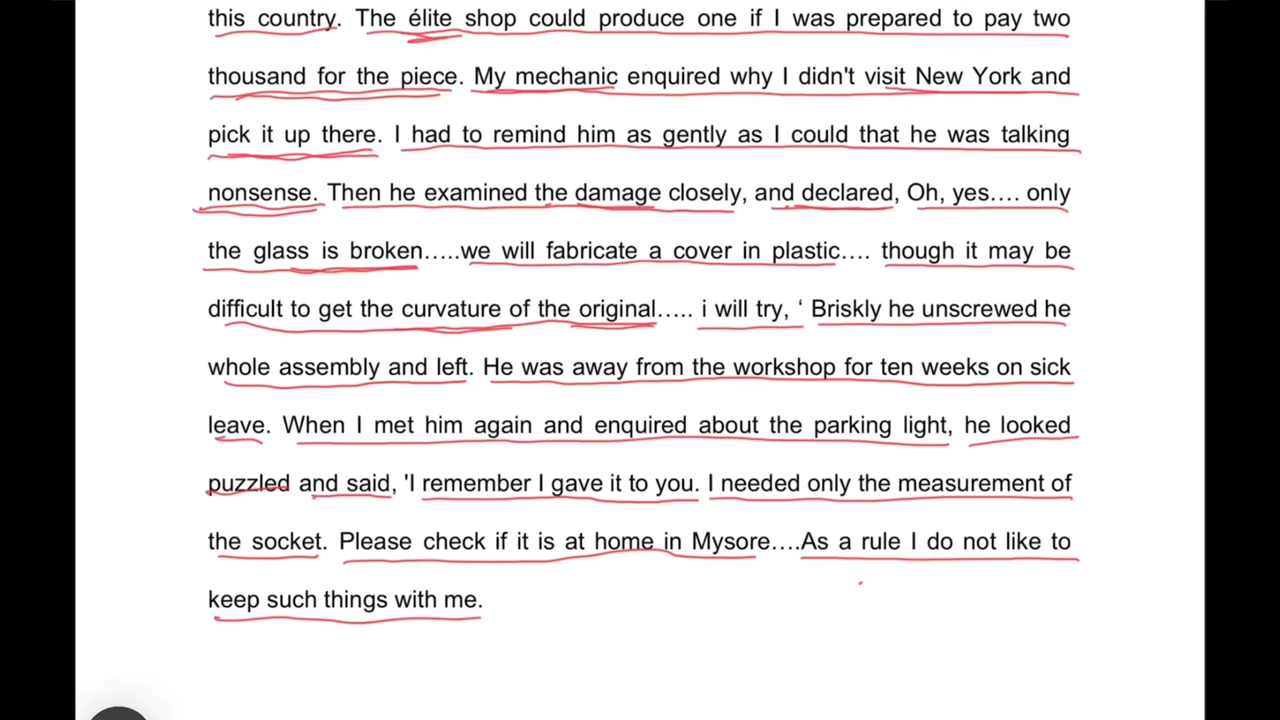 this country. The élite shop could produce one if I was prepared to pay two
thousand for the piece. My mechanic enquired why I didn't visit New York and
pick it up there. I had to remind him as gently as I could that he was talking
nonsense. Then he examined the damage closely, and declared, Oh, yes…. only
the glass is broken…..we will fabricate a cover in plastic…. though it may be
difficult to get the curvature of the original….. i will try, ‘ Briskly he unscrewed he
whole assembly and left. He was away from the workshop for ten weeks on sick
leave. When I met him again and enquired about the parking light, he looked
puzzled and said, 'I remember I gave it to you. I needed only the measurement of
the socket. Please check if it is at home in Mysore….As a rule I do not like to
keep such things with me.